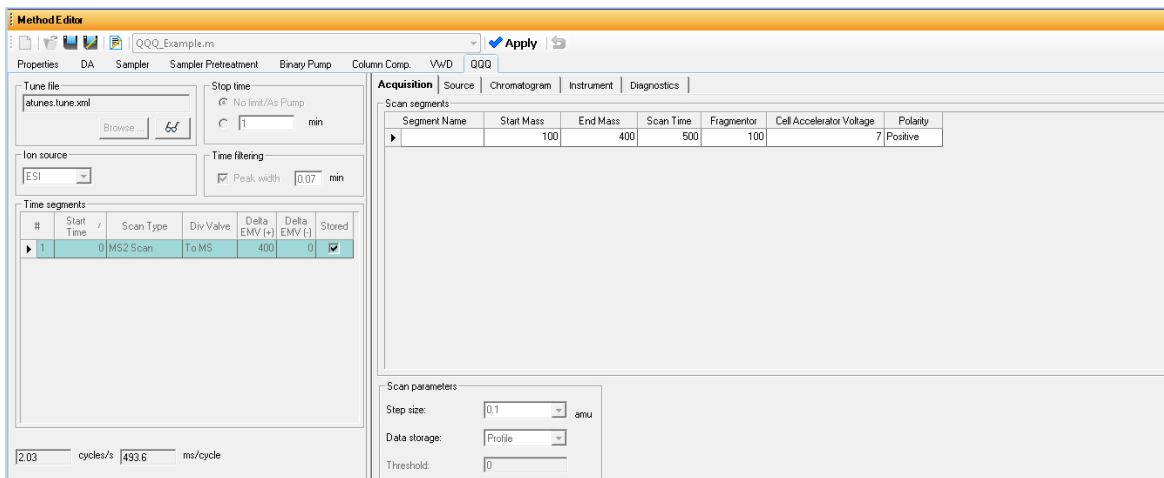 Method Editor
QQQ_Example.m Apply
Properties DA Sampler Sampler Pretreatment Binary Pump Column Comp. VWD QQQ
Tune file
atunes.tune.xml
Browse ...
Stop time
No limit/As Pump
1 min
Ion source
ESI
Time filtering
Peak width 0.07 min
Time segments
# Start Time / Scan Type Div Valve Delta EMV (+) Delta EMV (-) Stored
1 0 MS2 Scan To MS 400 0
2.03 cycles/s 493.6 ms/cycle
Acquisition Source Chromatogram Instrument Diagnostics
Scan segments
Segment Name Start Mass End Mass Scan Time Fragmentor Cell Accelerator Voltage Polarity
100 400 500 100 7 Positive
Scan parameters
Step size: 0.1 amu
Data storage: Profile
Threshold: 0